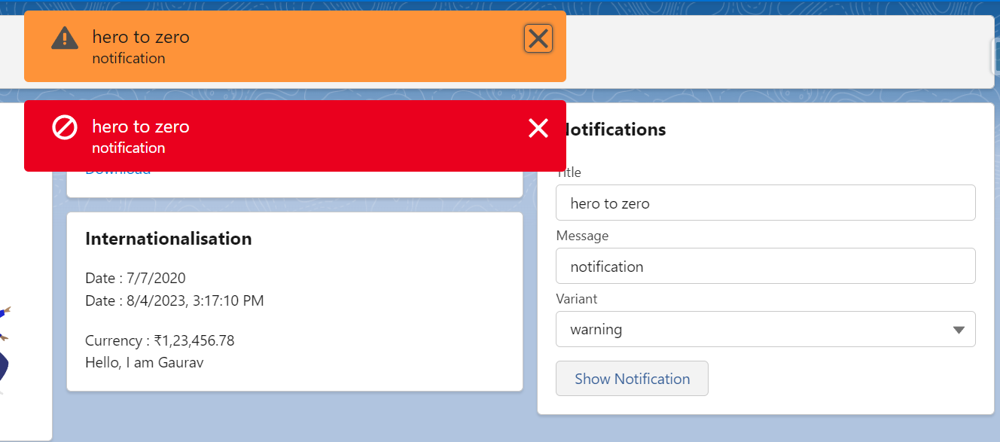 hero to zero
notification
hero to zero
notification
Download
Internationalisation
Date : 7/7/2020
Date : 8/4/2023, 3:17:10 PM
Currency : ₹1,23,456.78
Hello, I am Gaurav
Notifications
Title
hero to zero
Message
notification
Variant
warning
Show Notification